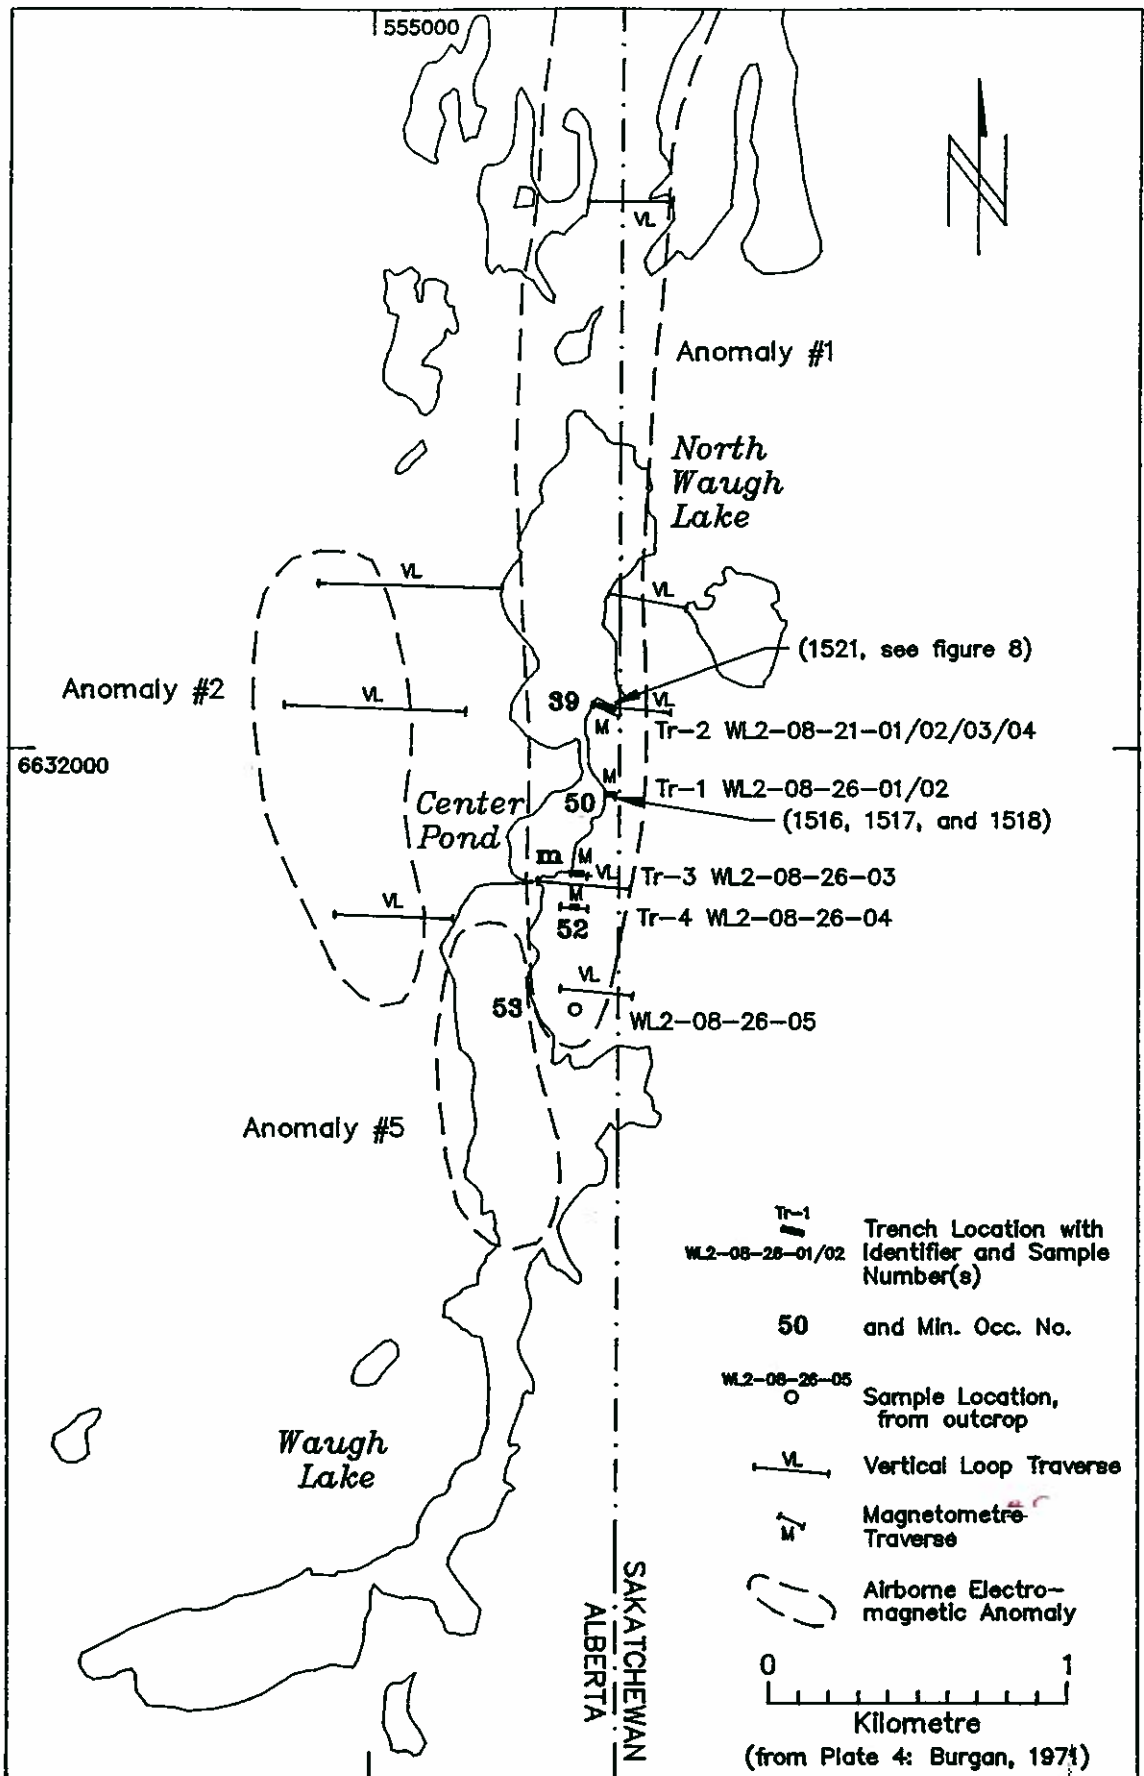 555000
VL
Anomaly #1
North
Waugh
Lake
VL
VL
(1521, see figure 8)
Anomaly #2
VL
39
VL
M
Tr-2 WL2-08-21-01/02/03/04
6632000
M
Tr-1 WL2-08-26-01/02
Center
Pond
50
(1516, 1517, and 1518)
m
M
VL
Tr-3 WL2-08-26-03
M
VL
52
Tr-4 WL2-08-26-04
VL
53
WL2-08-26-05
Anomaly #5
Tr-1
WL2-08-26-01/02
Trench Location with
Identifier and Sample
Number(s)
50
and Min. Occ. No.
WL2-08-26-05
Sample Location,
from outcrop
Waugh
Lake
VL
Vertical Loop Traverse
M
Magnetometre
er
Traverse
Airborne Electro-
magnetic Anomaly
SAKATCHEWAN
ALBERTA
0 1
Kilometre
(from Plate 4: Burgan, 1971)